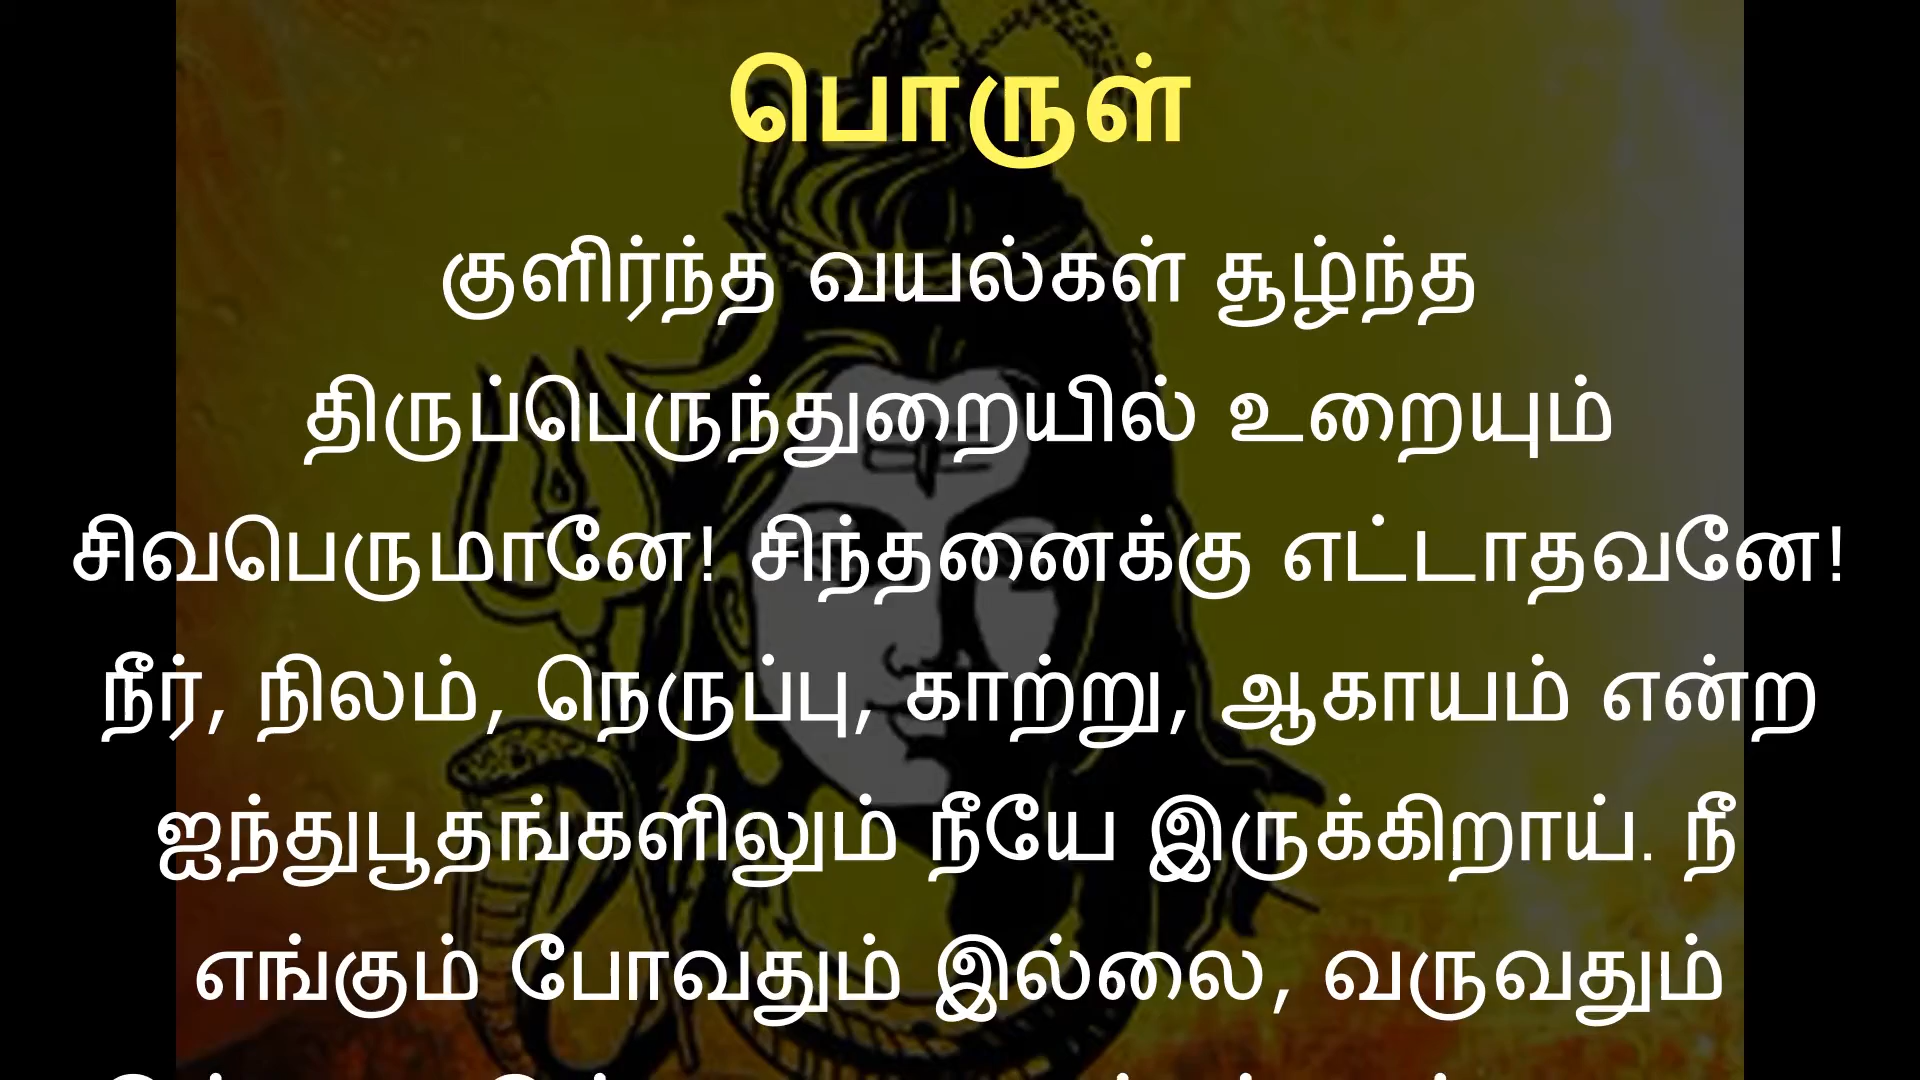 பொருள்
குளிர்ந்த வயல்கள் சூழ்ந்த
திருப்பெருந்துறையில் உறையும்
சிவபெருமானே! சிந்தனைக்கு எட்டாதவனே!
நீர், நிலம், நெருப்பு, காற்று, ஆகாயம் என்ற
ஐந்துபூதங்களிலும் நீயே இருக்கிறாய். நீ
எங்கும் போவதும் இல்லை, வருவதும்